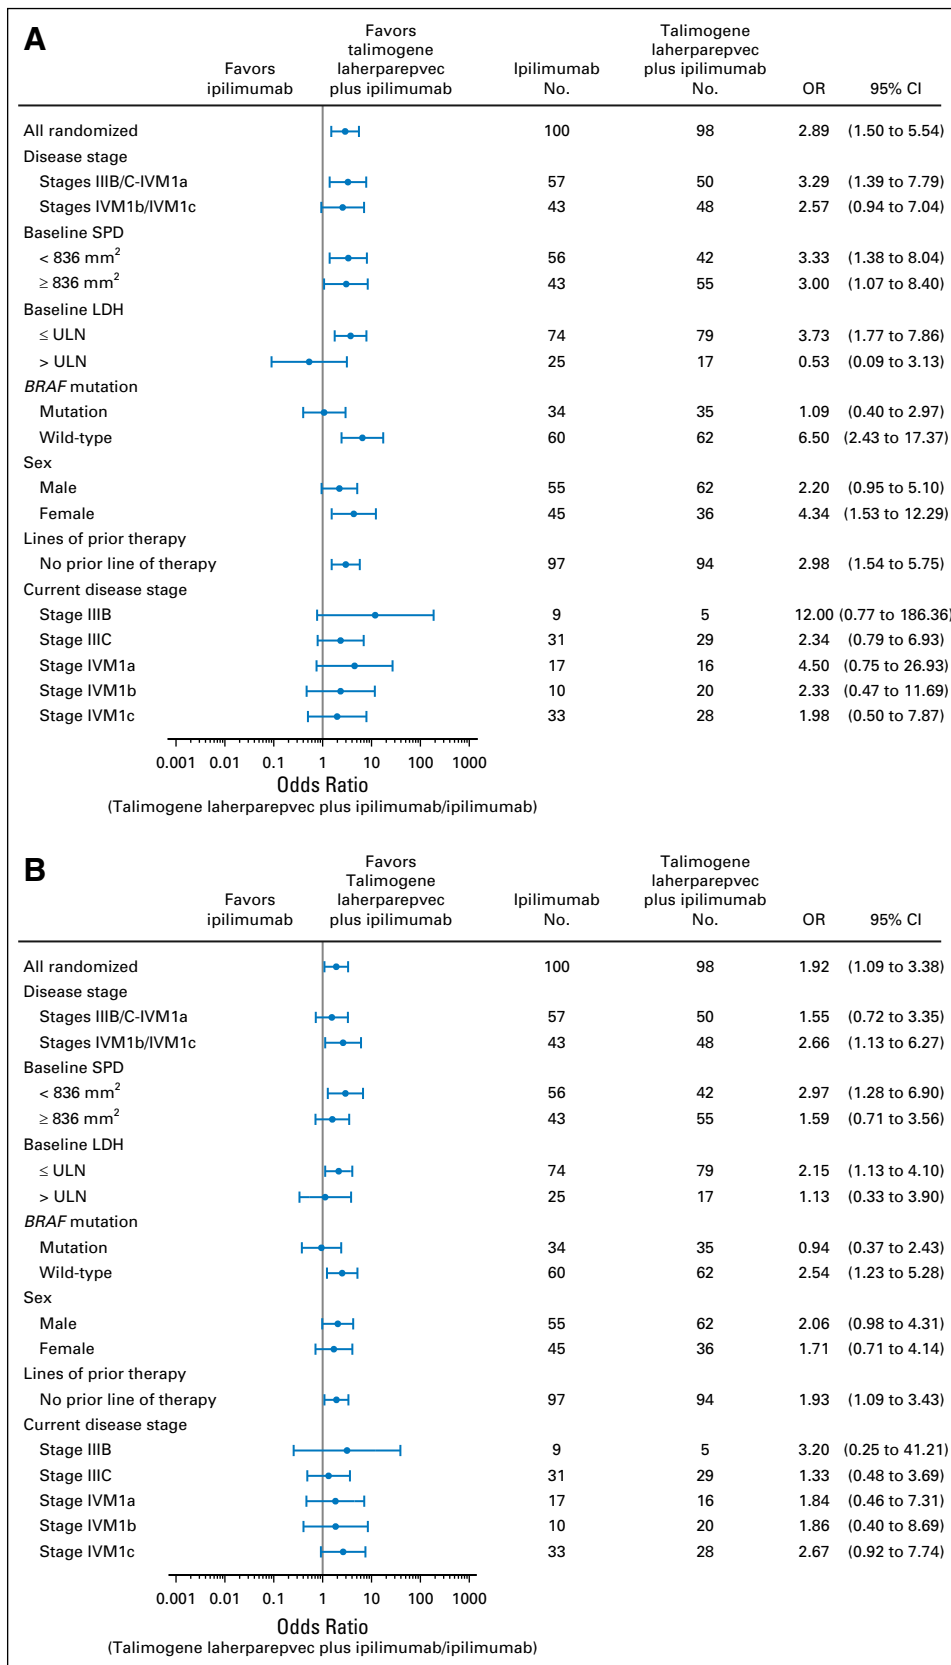 A
Favors ipilimumab
Favors talimogene laherparepvec plus ipilimumab
Ipilimumab No.
Talimogene laherparepvec plus ipilimumab No.
OR
95% CI
All randomized 100 98 2.89 (1.50 to 5.54)
Disease stage
Stages IIIB/C-IVM1a 57 50 3.29 (1.39 to 7.79)
Stages IVM1b/IVM1c 43 48 2.57 (0.94 to 7.04)
Baseline SPD
< 836 mm² 56 42 3.33 (1.38 to 8.04)
≥ 836 mm² 43 55 3.00 (1.07 to 8.40)
Baseline LDH
≤ ULN 74 79 3.73 (1.77 to 7.86)
> ULN 25 17 0.53 (0.09 to 3.13)
BRAF mutation
Mutation 34 35 1.09 (0.40 to 2.97)
Wild-type 60 62 6.50 (2.43 to 17.37)
Sex
Male 55 62 2.20 (0.95 to 5.10)
Female 45 36 4.34 (1.53 to 12.29)
Lines of prior therapy
No prior line of therapy 97 94 2.98 (1.54 to 5.75)
Current disease stage
Stage IIIB 9 5 12.00 (0.77 to 186.36)
Stage IIIC 31 29 2.34 (0.79 to 6.93)
Stage IVM1a 17 16 4.50 (0.75 to 26.93)
Stage IVM1b 10 20 2.33 (0.47 to 11.69)
Stage IVM1c 33 28 1.98 (0.50 to 7.87)
0.001 0.01 0.1 1 10 100 1000
Odds Ratio
(Talimogene laherparepvec plus ipilimumab/ipilimumab)
B
Favors ipilimumab
Favors Talimogene laherparepvec plus ipilimumab
Ipilimumab No.
Talimogene laherparepvec plus ipilimumab No.
OR
95% CI
All randomized 100 98 1.92 (1.09 to 3.38)
Disease stage
Stages IIIB/C-IVM1a 57 50 1.55 (0.72 to 3.35)
Stages IVM1b/IVM1c 43 48 2.66 (1.13 to 6.27)
Baseline SPD
< 836 mm² 56 42 2.97 (1.28 to 6.90)
≥ 836 mm² 43 55 1.59 (0.71 to 3.56)
Baseline LDH
≤ ULN 74 79 2.15 (1.13 to 4.10)
> ULN 25 17 1.13 (0.33 to 3.90)
BRAF mutation
Mutation 34 35 0.94 (0.37 to 2.43)
Wild-type 60 62 2.54 (1.23 to 5.28)
Sex
Male 55 62 2.06 (0.98 to 4.31)
Female 45 36 1.71 (0.71 to 4.14)
Lines of prior therapy
No prior line of therapy 97 94 1.93 (1.09 to 3.43)
Current disease stage
Stage IIIB 9 5 3.20 (0.25 to 41.21)
Stage IIIC 31 29 1.33 (0.48 to 3.69)
Stage IVM1a 17 16 1.84 (0.46 to 7.31)
Stage IVM1b 10 20 1.86 (0.40 to 8.69)
Stage IVM1c 33 28 2.67 (0.92 to 7.74)
0.001 0.01 0.1 1 10 100 1000
Odds Ratio
(Talimogene laherparepvec plus ipilimumab/ipilimumab)